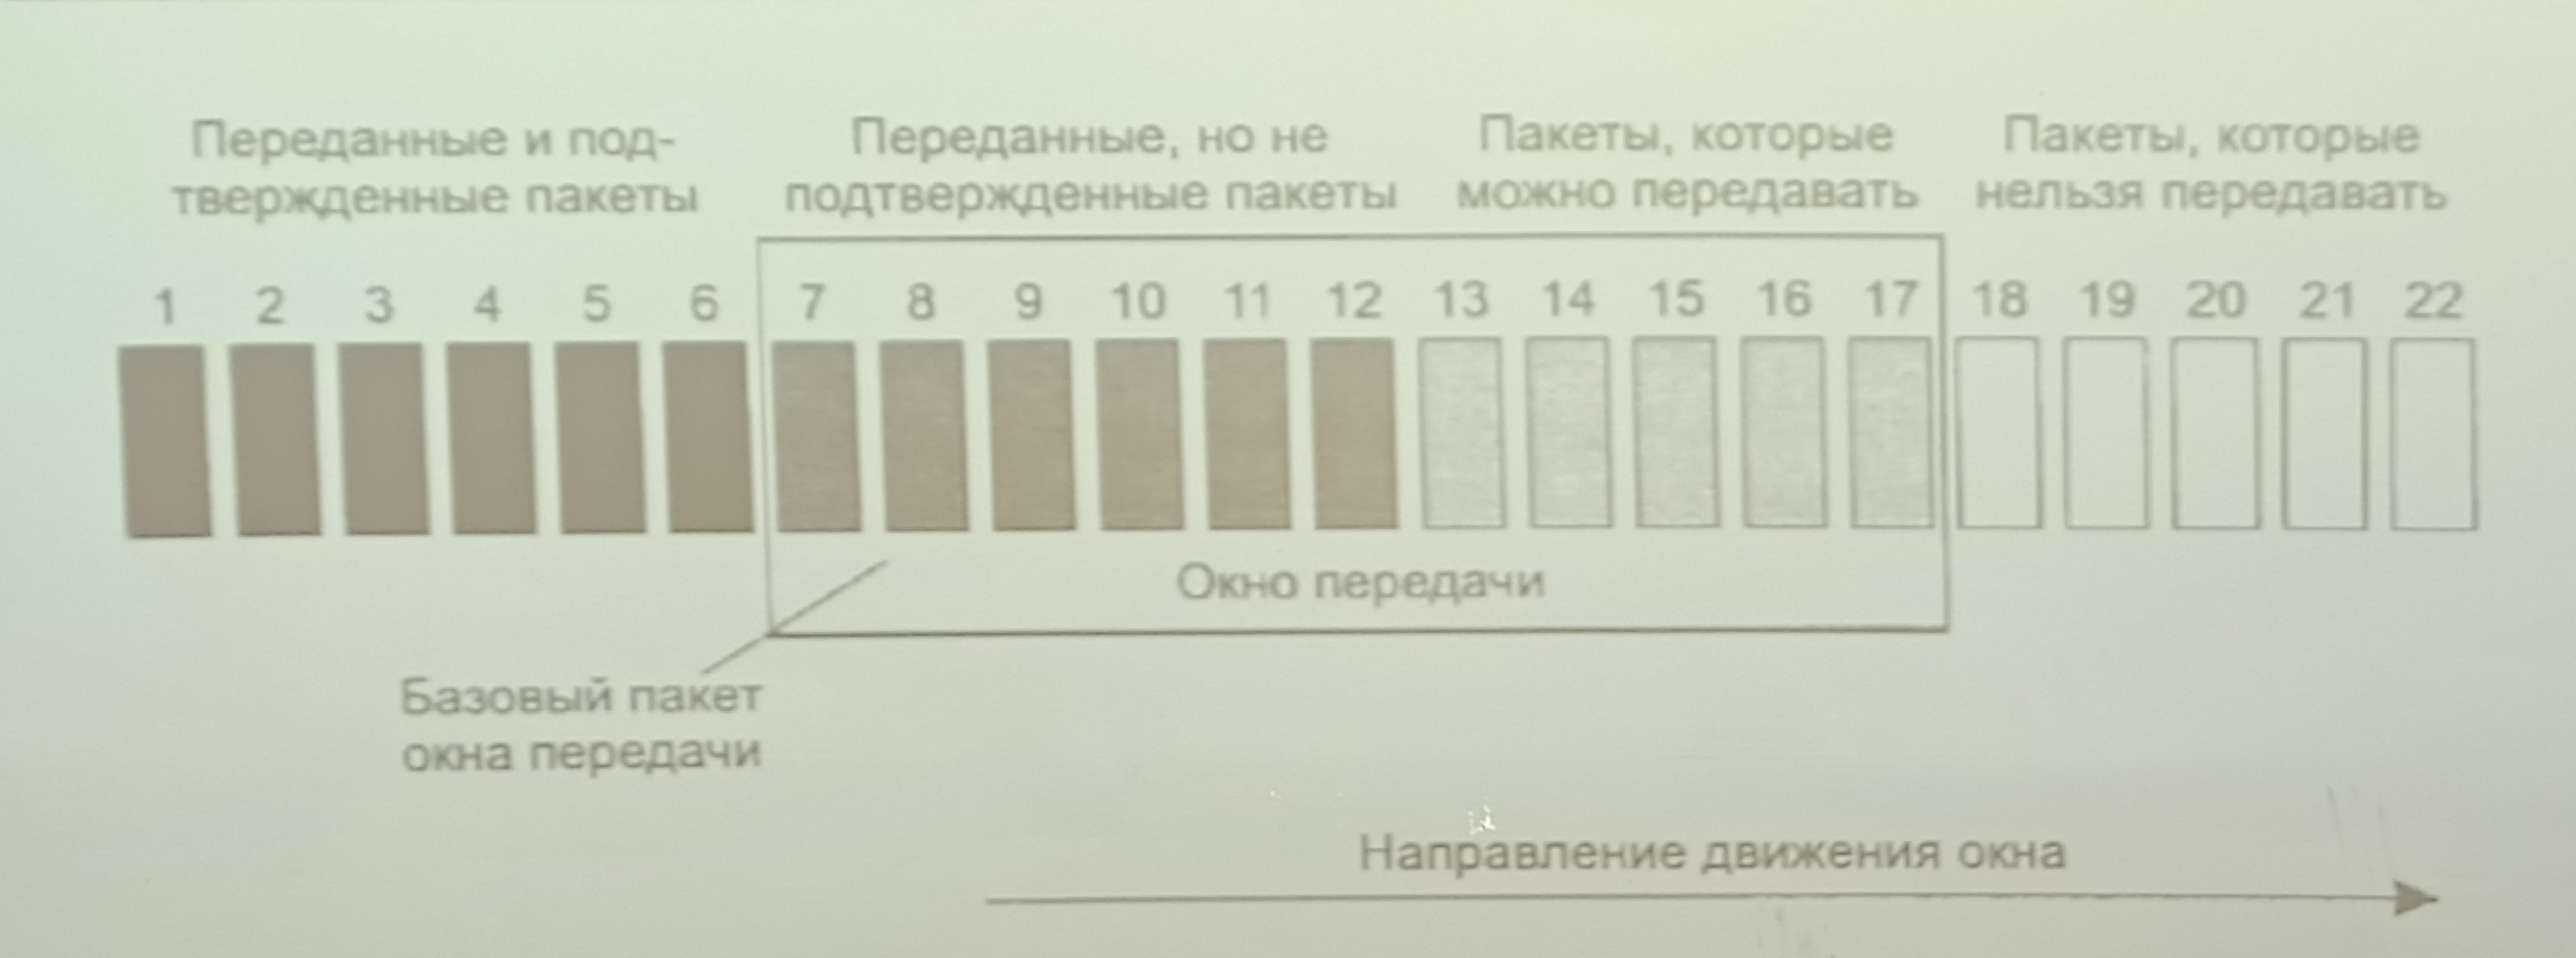 Переданные и под-
твержденные пакеты
Переданные, но не
подтвержденные пакеты
Пакеты, которые
можно передавать
Пакеты, которые
нельзя передавать
1 2 3 4 5 6 7 8 9 10 11 12 13 14 15 16 17 18 19 20 21 22
Окно передачи
Базовый пакет
окна передачи
Направление движения окна